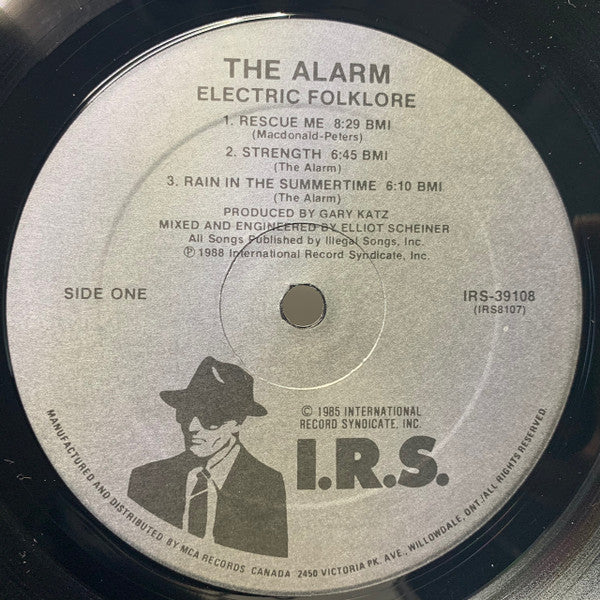 THE ALARM
ELECTRIC FOLKLORE
1. RESCUE ME 8:29 BMI
(Macdonald-Peters)
2. STRENGTH 6:45 BMI
(The Alarm)
3. RAIN IN THE SUMMERTIME 6:10 BMI
(The Alarm)
PRODUCED BY GARY KATZ
MIXED AND ENGINEERED BY ELLIOT SCHEINER
All Songs Published by Illegal Songs, Inc.
℗ 1988 International Record Syndicate, Inc.
SIDE ONE
IRS-39108
(IRS8107)
© 1985 INTERNATIONAL
RECORD SYNDICATE, INC.
I.R.S.
MANUFACTURED AND DISTRIBUTED BY MCA RECORDS CANADA 2450 VICTORIA PK. AVE., WILLOWDALE, ONT./ALL RIGHTS RESERVED.